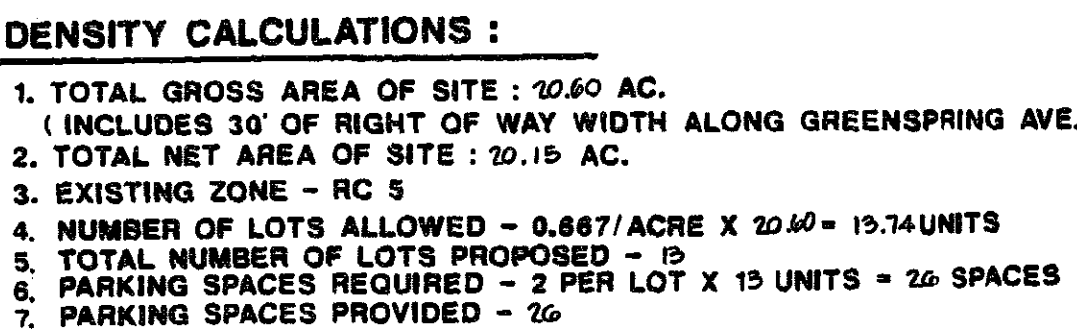 DENSITY CALCULATIONS :
1. TOTAL GROSS AREA OF SITE : 20.60 AC.
( INCLUDES 30' OF RIGHT OF WAY WIDTH ALONG GREENSPRING AVE.
2. TOTAL NET AREA OF SITE : 20.15 AC.
3. EXISTING ZONE - RC 5
4. NUMBER OF LOTS ALLOWED - 0.667/ACRE X 20.60 = 13.74 UNITS
5. TOTAL NUMBER OF LOTS PROPOSED - 13
6. PARKING SPACES REQUIRED - 2 PER LOT X 13 UNITS = 26 SPACES
7. PARKING SPACES PROVIDED - 26